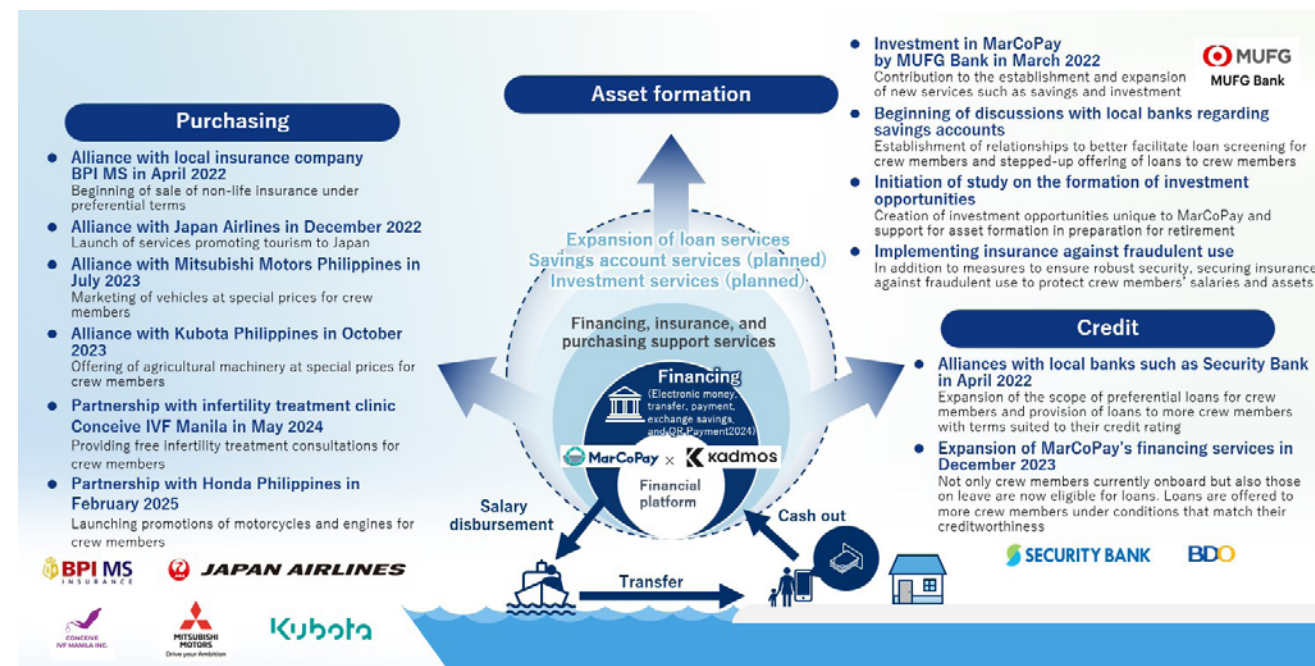 Purchasing
● Alliance with local insurance company
BPI MS in April 2022
Beginning of sale of non-life insurance under
preferential terms
● Alliance with Japan Airlines in December 2022
Launch of services promoting tourism to Japan
● Alliance with Mitsubishi Motors Philippines in
July 2023
Marketing of vehicles at special prices for crew
members
● Alliance with Kubota Philippines in October
2023
Offering of agricultural machinery at special prices for
crew members
● Partnership with infertility treatment clinic
Conceive IVF Manila in May 2024
Providing free infertility treatment consultations for
crew members
● Partnership with Honda Philippines in
February 2025
Launching promotions of motorcycles and engines for
crew members
BPI MS
INSURANCE
JAPAN AIRLINES
CONCEIVE
IVF MANILA INC.
MITSUBISHI
MOTORS
Drive your Ambition
Kubota
Asset formation
Expansion of loan services
Savings account services (planned)
Investment services (planned)
Financing, insurance, and
purchasing support services
Financing
(Electronic money,
transfer, payment,
exchange savings,
and QR Payment2024)
MarCoPay × Kadmos
Financial
platform
Salary
disbursement
Transfer
Cash out
● Investment in MarCoPay
by MUFG Bank in March 2022
Contribution to the establishment and expansion
of new services such as savings and investment
MUFG
MUFG Bank
● Beginning of discussions with local banks regarding
savings accounts
Establishment of relationships to better facilitate loan screening for
crew members and stepped-up offering of loans to crew members
● Initiation of study on the formation of investment
opportunities
Creation of investment opportunities unique to MarCoPay and
support for asset formation in preparation for retirement
● Implementing insurance against fraudulent use
In addition to measures to ensure robust security, securing insurance
against fraudulent use to protect crew members' salaries and assets
Credit
● Alliances with local banks such as Security Bank
in April 2022
Expansion of the scope of preferential loans for crew
members and provision of loans to more crew members
with terms suited to their credit rating
● Expansion of MarCoPay's financing services in
December 2023
Not only crew members currently onboard but also those
on leave are now eligible for loans. Loans are offered to
more crew members under conditions that match their
creditworthiness
SECURITY BANK
BDO